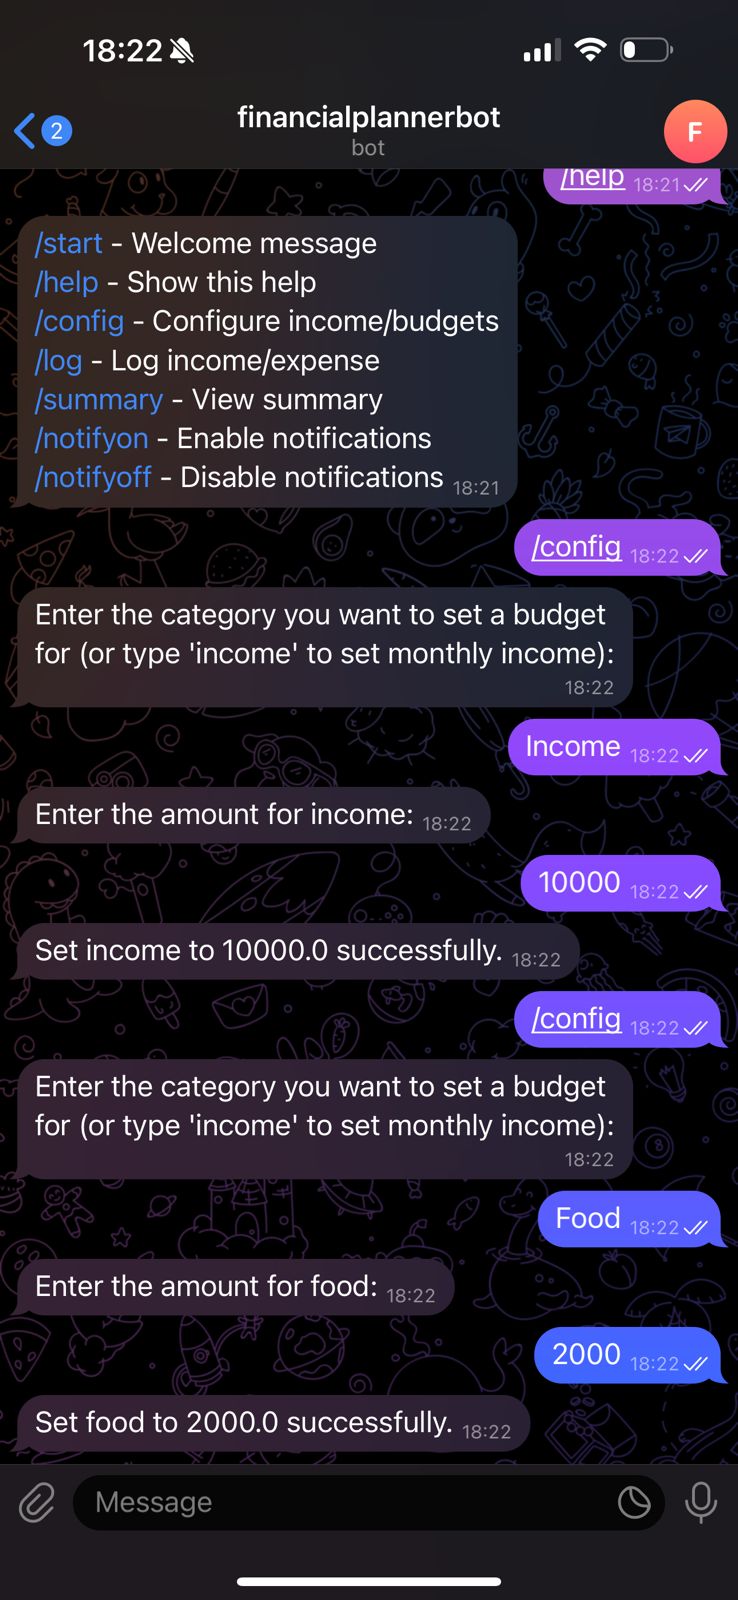 18:22
2
financialplannerbot
bot
F
/help 18:21
/start - Welcome message
/help - Show this help
/config - Configure income/budgets
/log - Log income/expense
/summary - View summary
/notifyon - Enable notifications
/notifyoff - Disable notifications 18:21
/config 18:22
Enter the category you want to set a budget
for (or type 'income' to set monthly income):
18:22
Income 18:22
Enter the amount for income: 18:22
10000 18:22
Set income to 10000.0 successfully. 18:22
/config 18:22
Enter the category you want to set a budget
for (or type 'income' to set monthly income):
18:22
Food 18:22
Enter the amount for food: 18:22
2000 18:22
Set food to 2000.0 successfully. 18:22
Message